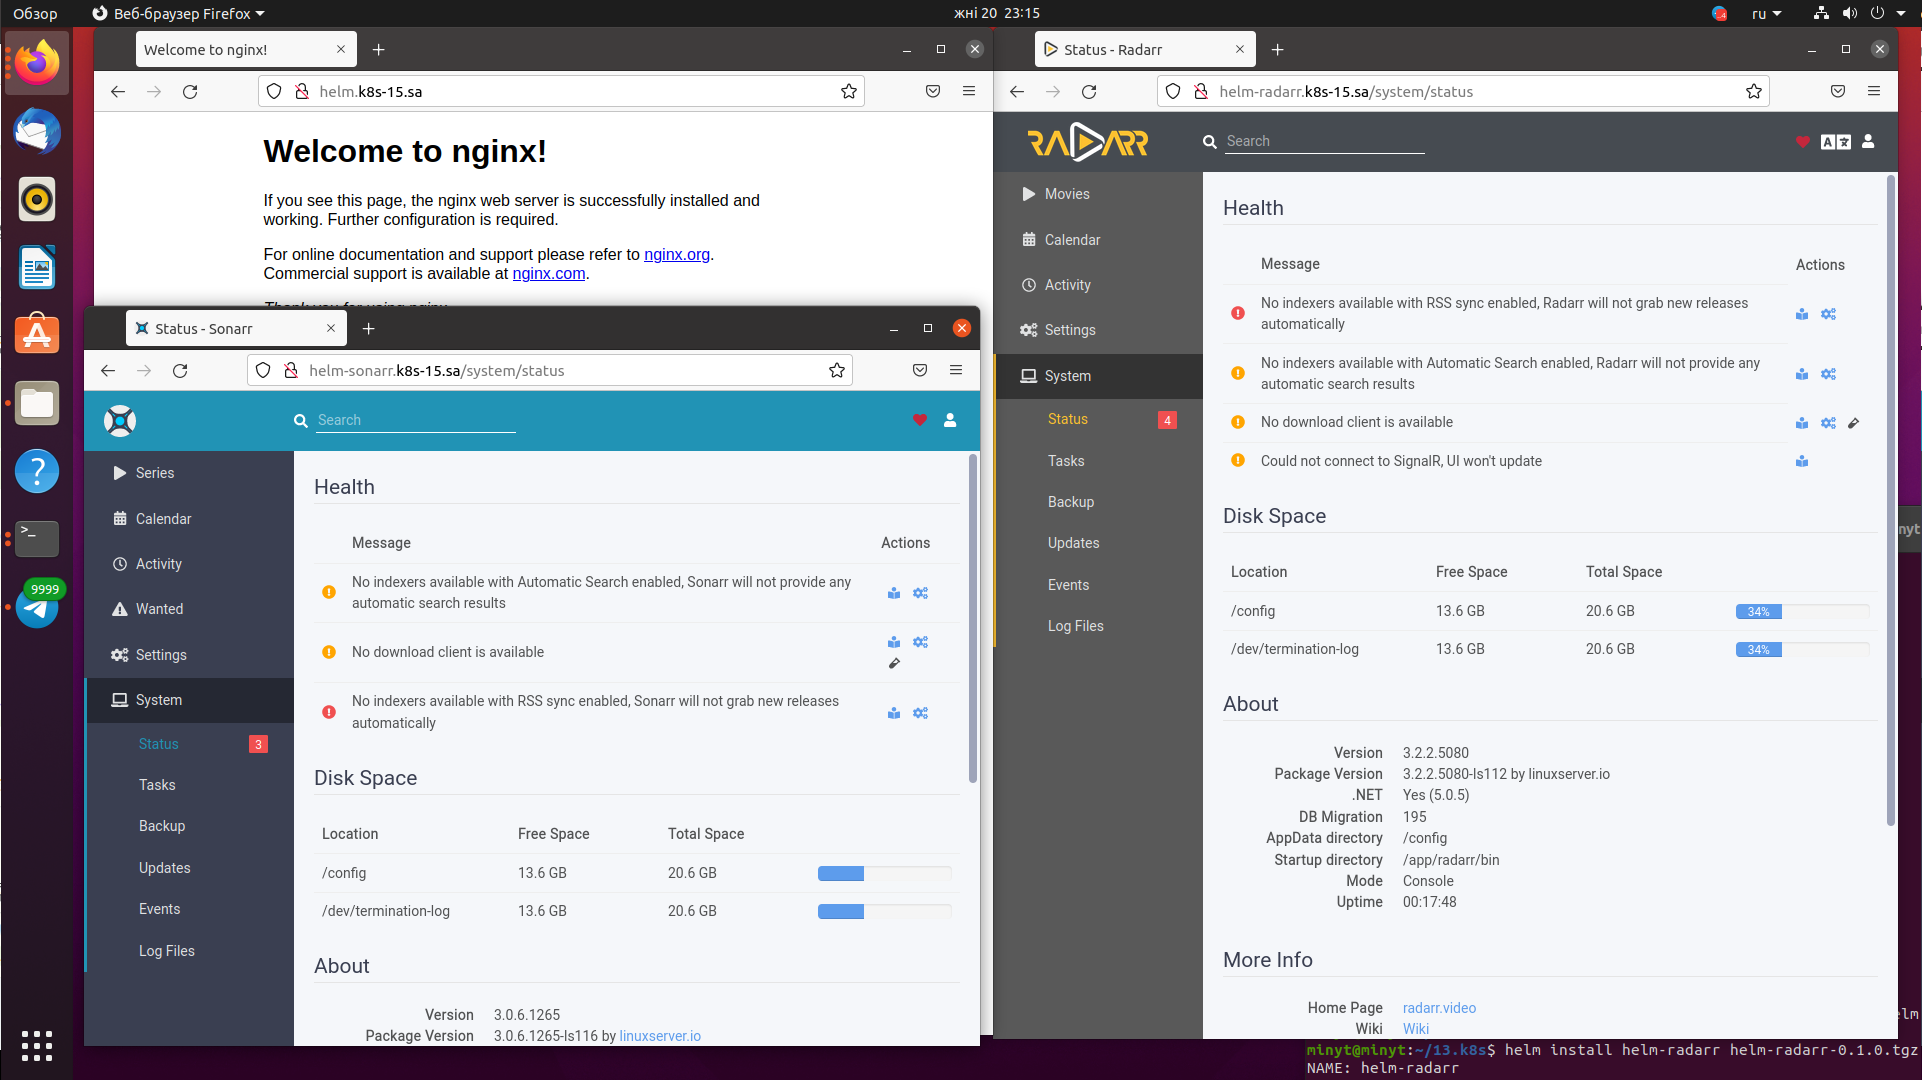 Обзор
Веб-браузер Firefox
жні 20 23:15
ru
9999
Welcome to nginx!
helm.k8s-15.sa
Welcome to nginx!
If you see this page, the nginx web server is successfully installed and
working. Further configuration is required.
For online documentation and support please refer to nginx.org.
Commercial support is available at nginx.com.
Status - Sonarr
helm-sonarr.k8s-15.sa/system/status
Search
Series
Calendar
Activity
Wanted
Settings
System
Status 3
Tasks
Backup
Updates
Events
Log Files
Health
Message Actions
No indexers available with Automatic Search enabled, Sonarr will not provide any
automatic search results
No download client is available
No indexers available with RSS sync enabled, Sonarr will not grab new releases
automatically
Disk Space
Location Free Space Total Space
/config 13.6 GB 20.6 GB
/dev/termination-log 13.6 GB 20.6 GB
About
Version 3.0.6.1265
Package Version 3.0.6.1265-ls116 by linuxserver.io
Status - Radarr
helm-radarr.k8s-15.sa/system/status
RADARR
Search
Movies
Calendar
Activity
Settings
System
Status 4
Tasks
Backup
Updates
Events
Log Files
Health
Message Actions
No indexers available with RSS sync enabled, Radarr will not grab new releases
automatically
No indexers available with Automatic Search enabled, Radarr will not provide any
automatic search results
No download client is available
Could not connect to SignalR, UI won't update
Disk Space
Location Free Space Total Space
/config 13.6 GB 20.6 GB 34%
/dev/termination-log 13.6 GB 20.6 GB 34%
About
Version 3.2.2.5080
Package Version 3.2.2.5080-ls112 by linuxserver.io
.NET Yes (5.0.5)
DB Migration 195
AppData directory /config
Startup directory /app/radarr/bin
Mode Console
Uptime 00:17:48
More Info
Home Page radarr.video
Wiki Wiki
minyt@minyt:~/13.k8s$ helm install helm-radarr helm-radarr-0.1.0.tgz
NAME: helm-radarr